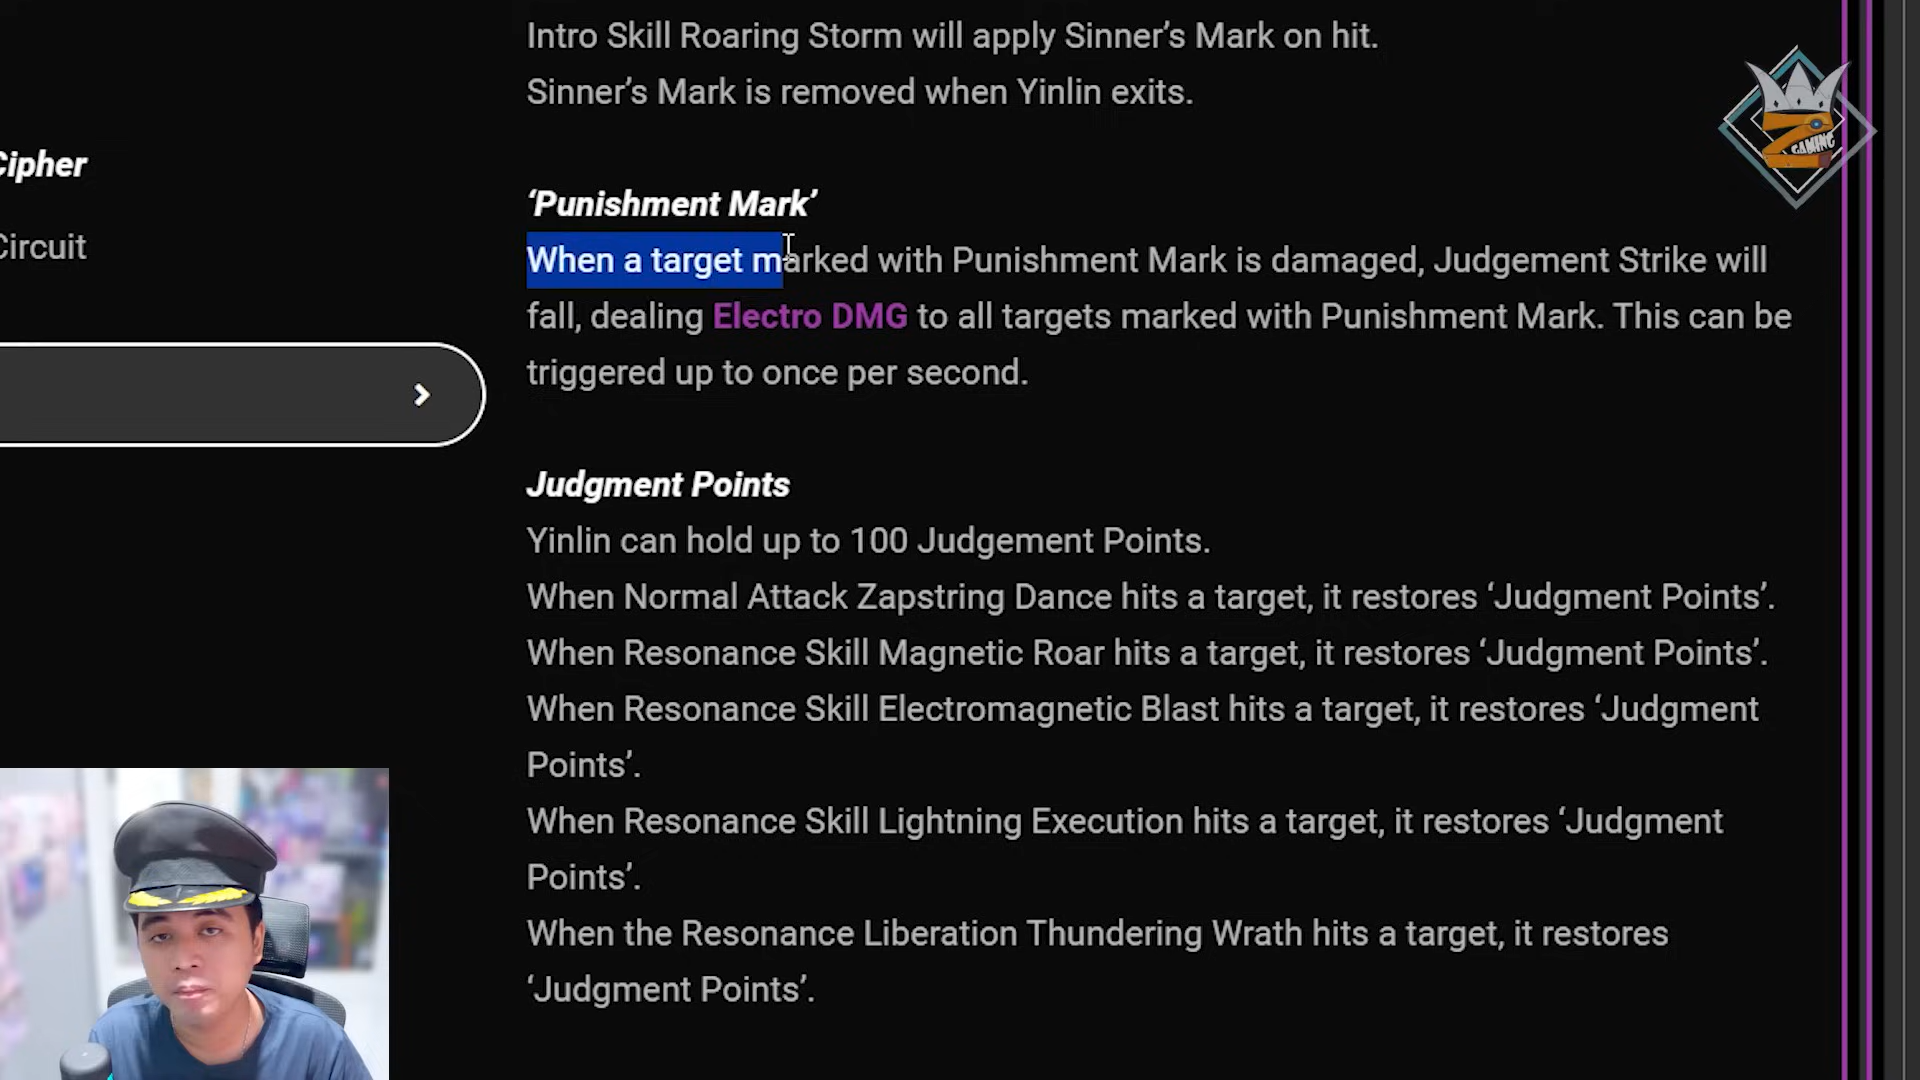 Intro Skill Roaring Storm will apply Sinner’s Mark on hit.
Sinner’s Mark is removed when Yinlin exits.
Cipher
Circuit
‘Punishment Mark’
When a target marked with Punishment Mark is damaged, Judgement Strike will
fall, dealing Electro DMG to all targets marked with Punishment Mark. This can be
triggered up to once per second.
Judgment Points
Yinlin can hold up to 100 Judgement Points.
When Normal Attack Zapstring Dance hits a target, it restores ‘Judgment Points’.
When Resonance Skill Magnetic Roar hits a target, it restores ‘Judgment Points’.
When Resonance Skill Electromagnetic Blast hits a target, it restores ‘Judgment
Points’.
When Resonance Skill Lightning Execution hits a target, it restores ‘Judgment
Points’.
When the Resonance Liberation Thundering Wrath hits a target, it restores
‘Judgment Points’.
GAMING